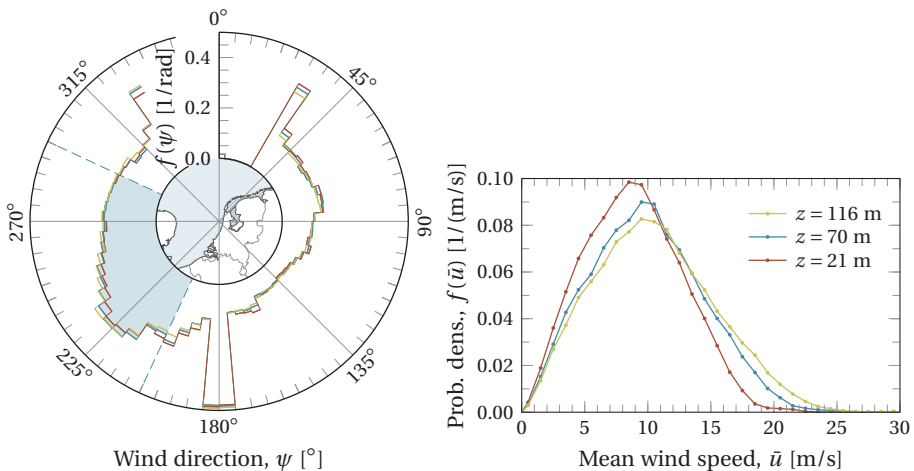 0°
45°
90°
135°
180°
225°
270°
315°
0.4
0.2
0.0
f(ψ) [1/rad]
Wind direction, ψ [°]
0.10
0.08
0.06
0.04
0.02
0.00
Prob. dens., f(ū) [1/(m/s)]
z = 116 m
z = 70 m
z = 21 m
0 5 10 15 20 25 30
Mean wind speed, ū [m/s]